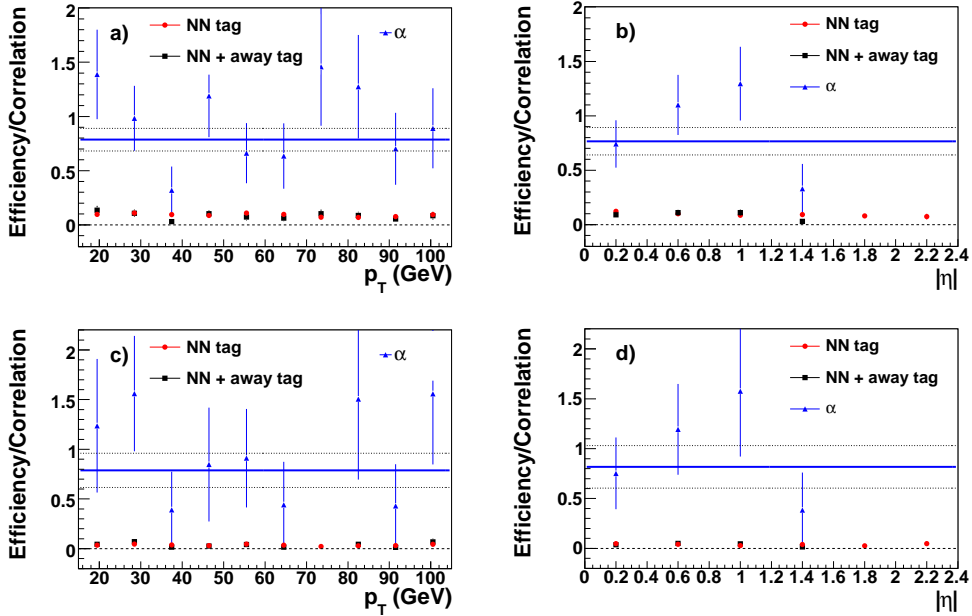 a)
NN tag
NN + away tag
α
Efficiency/Correlation
2
1.5
1
0.5
0
20 30 40 50 60 70 80 90 100
p_T (GeV)
b)
NN tag
NN + away tag
α
Efficiency/Correlation
2
1.5
1
0.5
0
0 0.2 0.4 0.6 0.8 1 1.2 1.4 1.6 1.8 2 2.2 2.4
|η|
c)
NN tag
NN + away tag
α
Efficiency/Correlation
2
1.5
1
0.5
0
20 30 40 50 60 70 80 90 100
p_T (GeV)
d)
NN tag
NN + away tag
α
Efficiency/Correlation
2
1.5
1
0.5
0
0 0.2 0.4 0.6 0.8 1 1.2 1.4 1.6 1.8 2 2.2 2.4
|η|